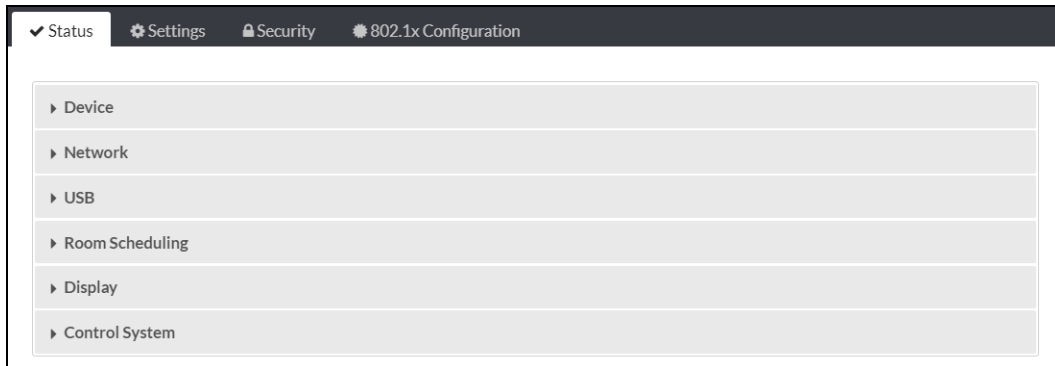 Status Settings Security 802.1x Configuration
Device
Network
USB
Room Scheduling
Display
Control System